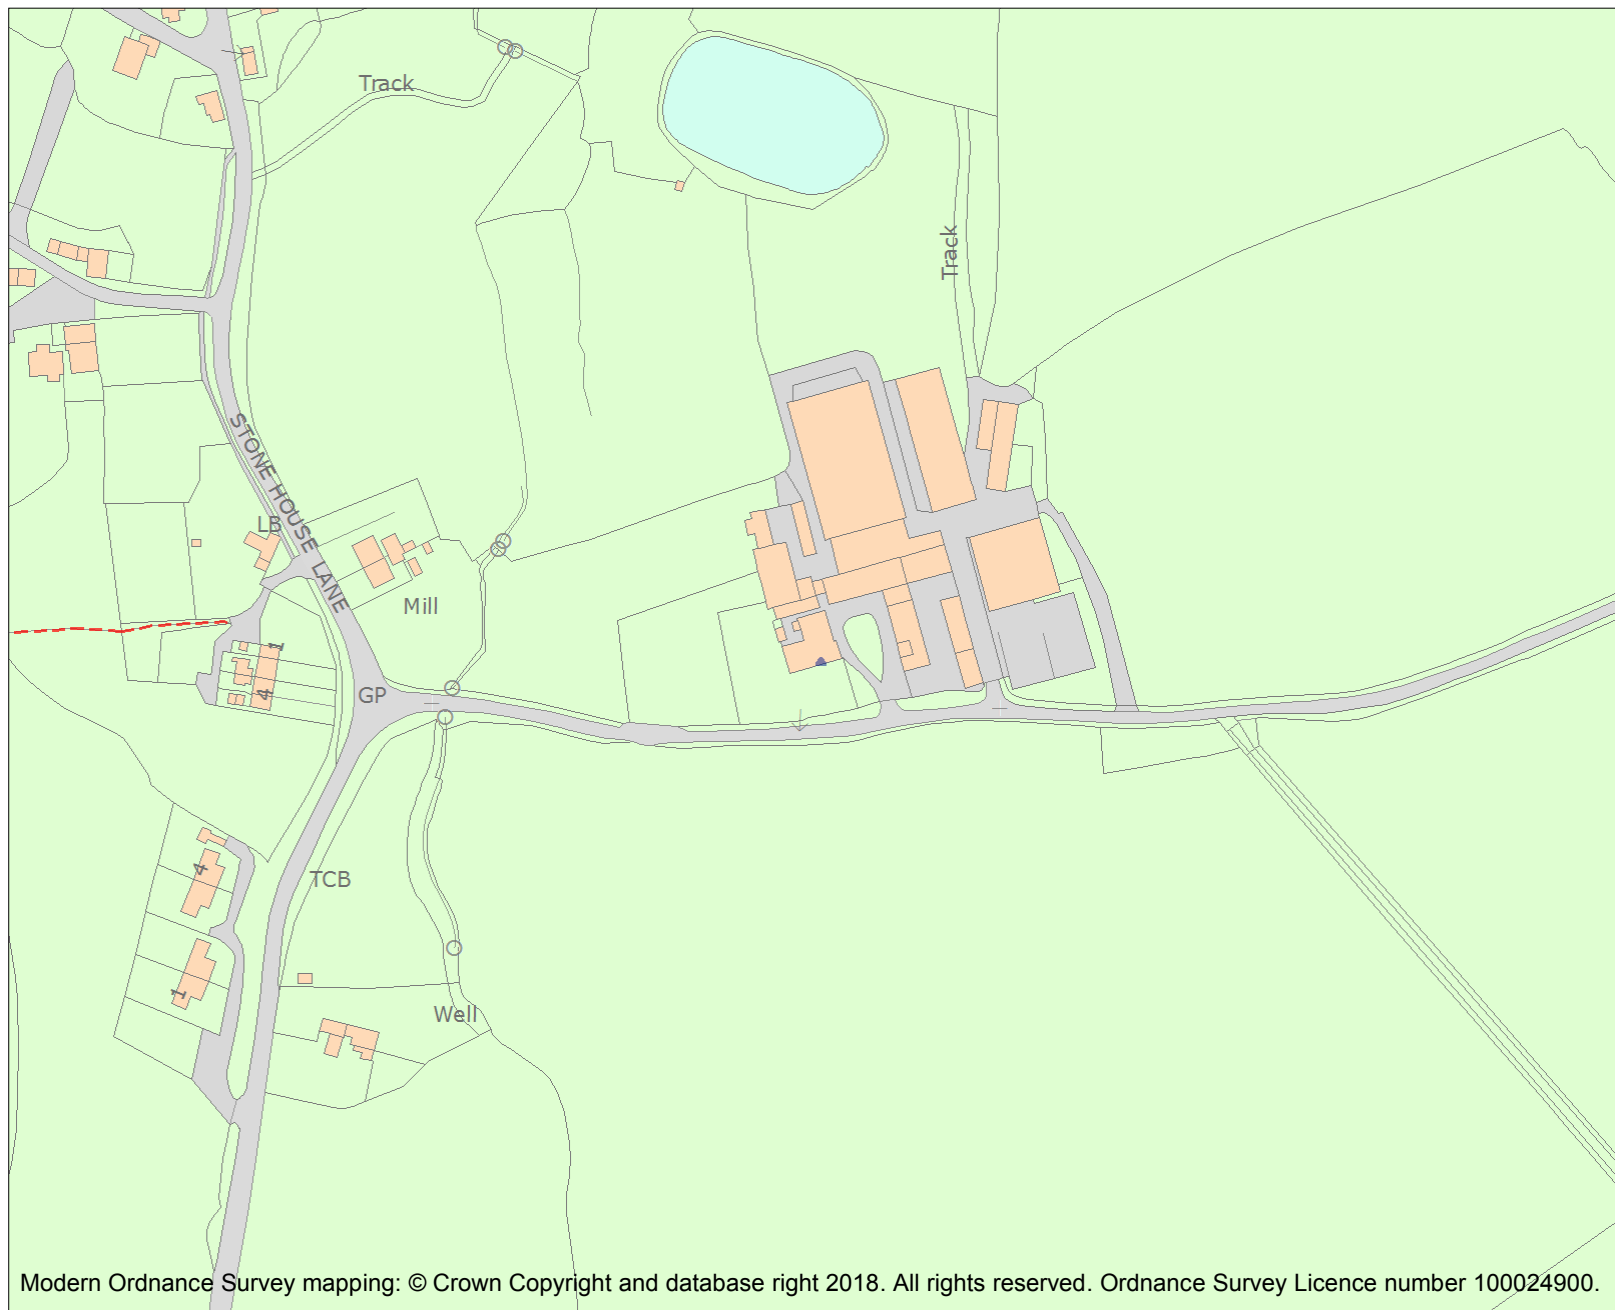 Track
Track
STONE HOUSE LANE
LB
Mill
1
4
GP
4
TCB
1
Well
Modern Ordnance Survey mapping: © Crown Copyright and database right 2018. All rights reserved. Ordnance Survey Licence number 100024900.